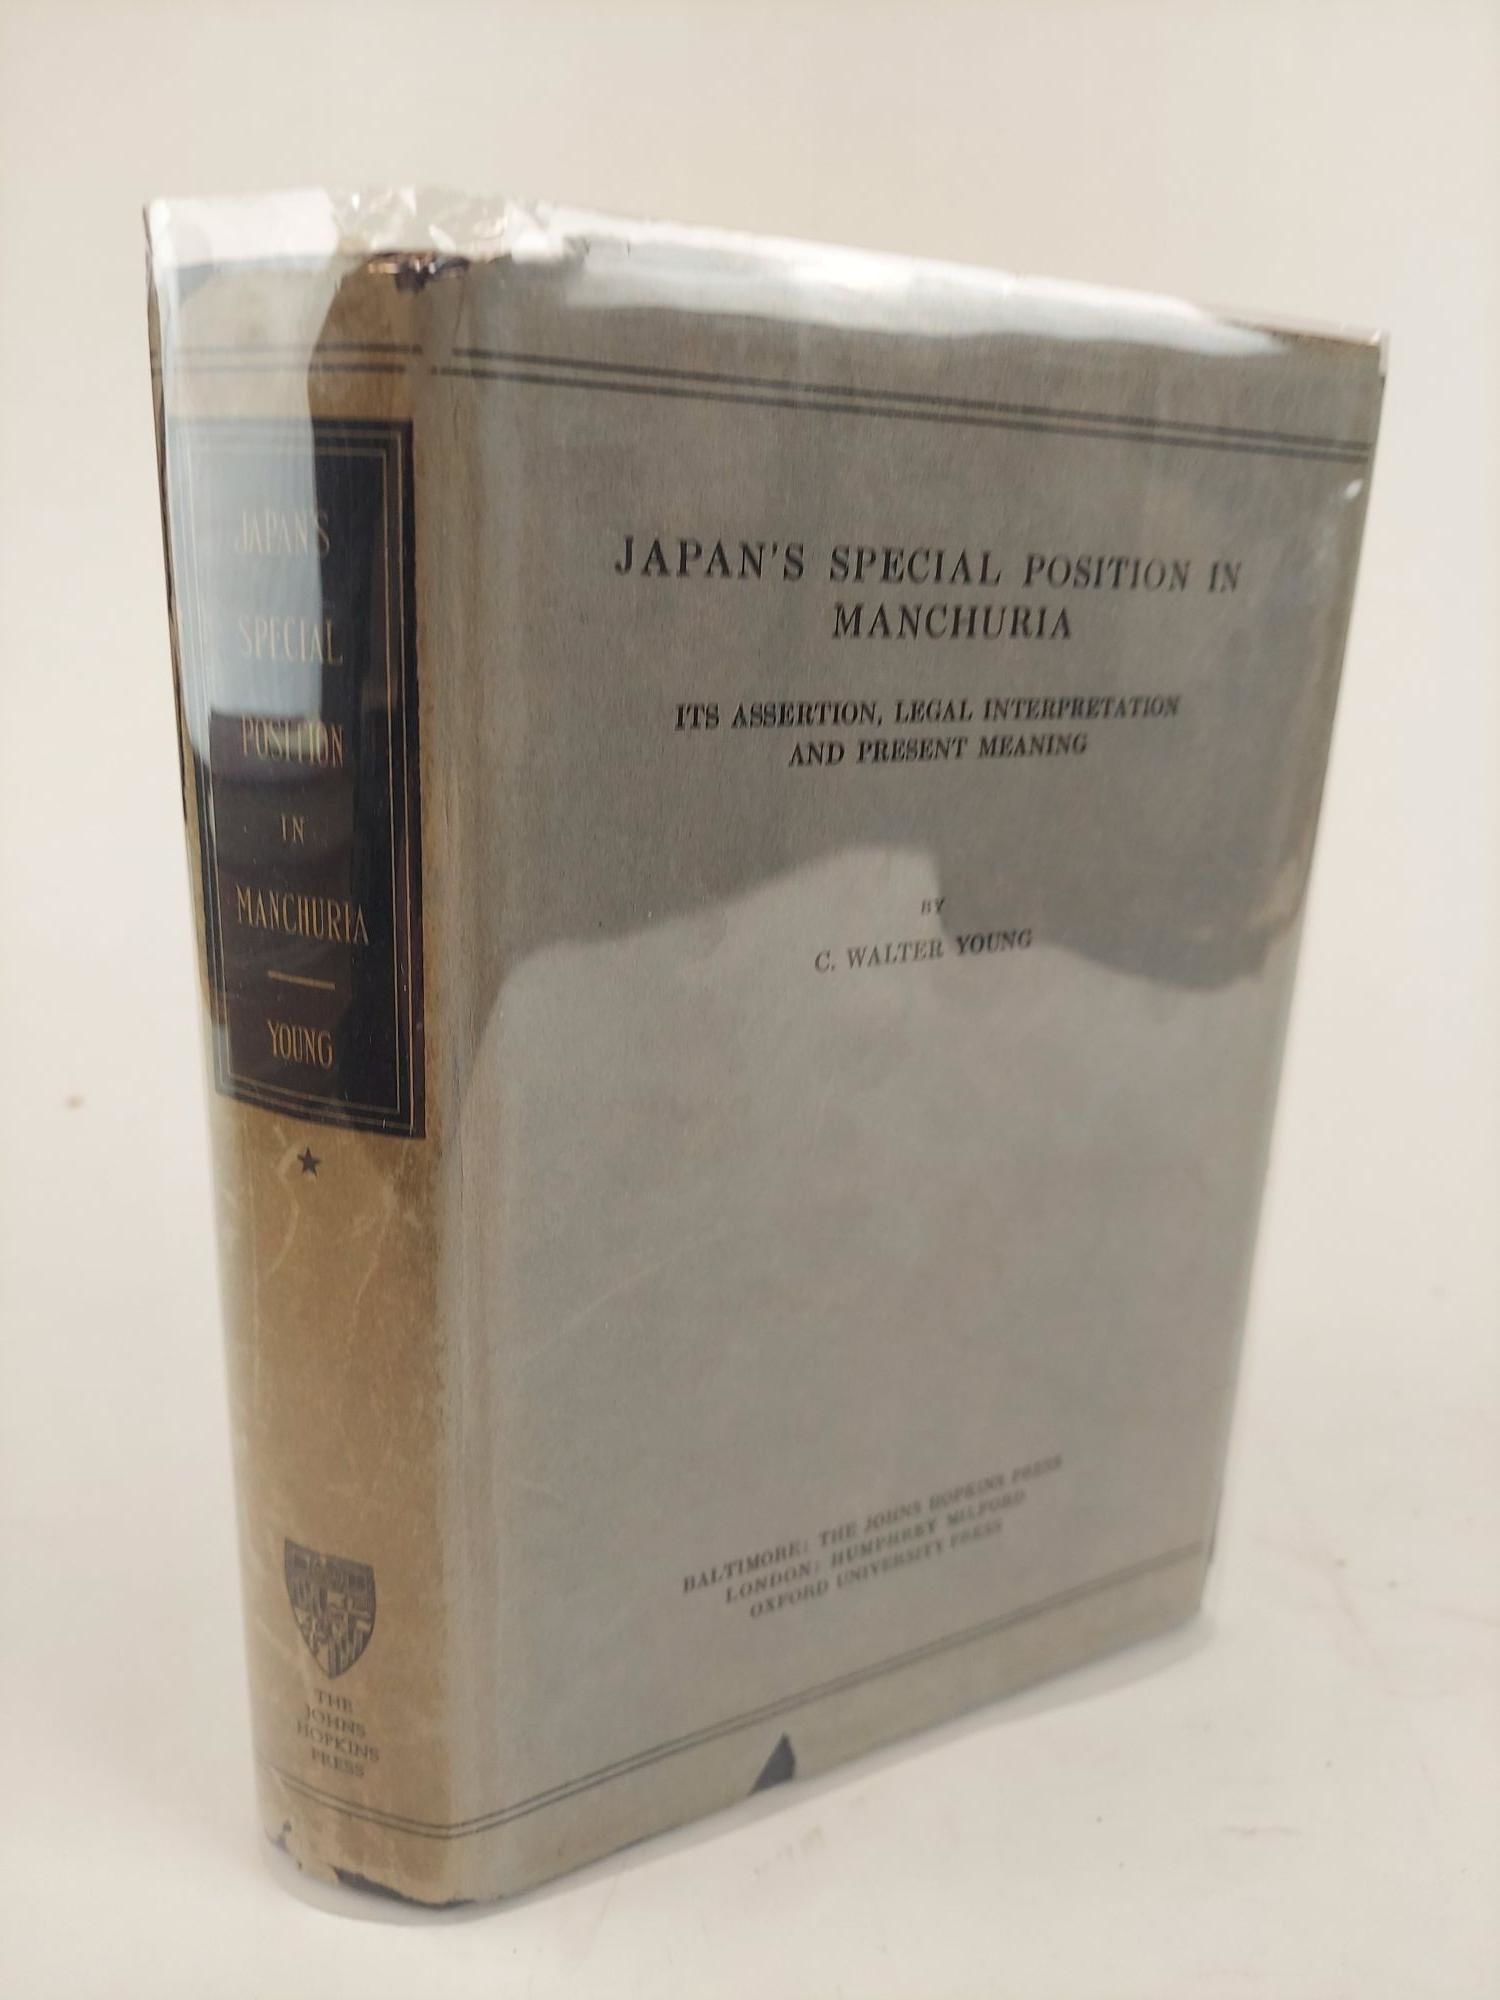 JAPAN'S
SPECIAL
POSITION
IN
MANCHURIA
YOUNG
THE
JOHNS
HOPKINS
PRESS
JAPAN'S SPECIAL POSITION IN
MANCHURIA
ITS ASSERTION, LEGAL INTERPRETATION
AND PRESENT MEANING
BY
C. WALTER YOUNG
BALTIMORE: THE JOHNS HOPKINS PRESS
LONDON: HUMPHREY MILFORD
OXFORD UNIVERSITY PRESS